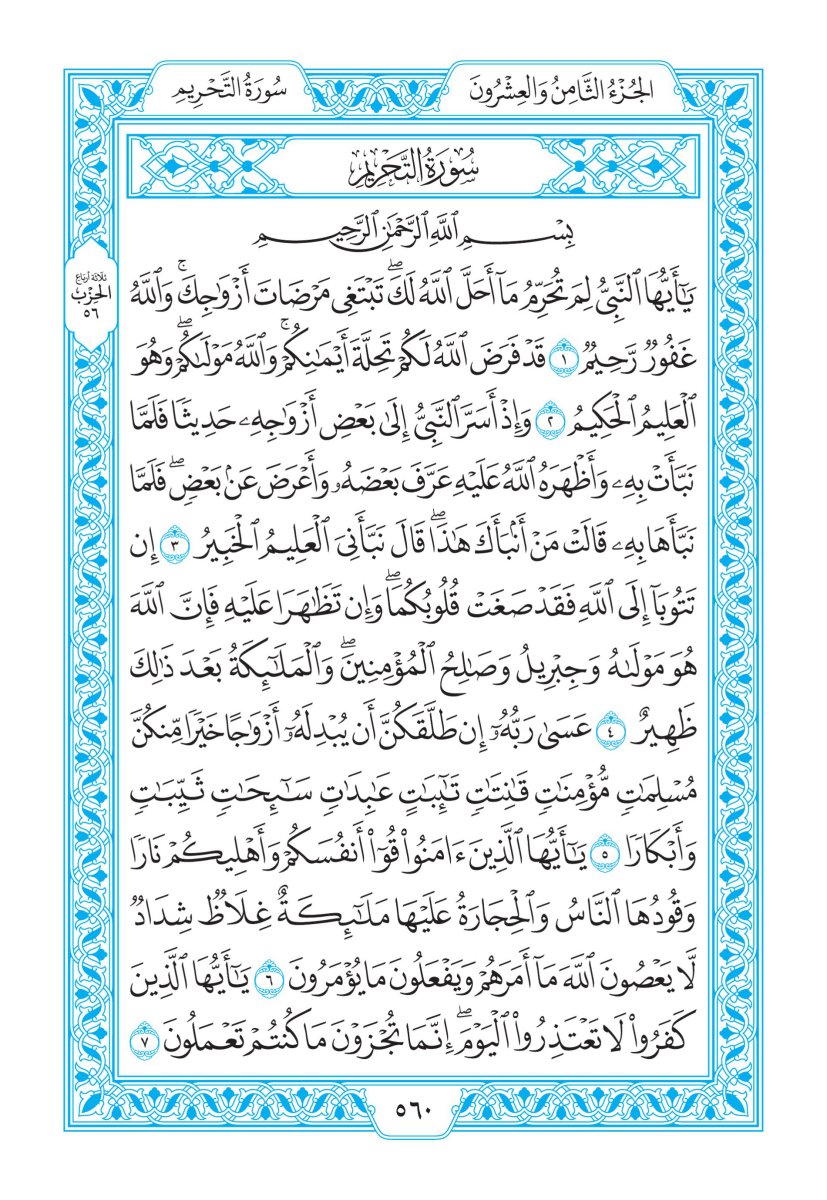 الجُزْءُ الثَّامِنُ وَالعِشْرُونَ
سُورَةُ التَّحْرِيمِ
سُورَةُ التَّحْرِيمِ
بِسْمِ ٱللَّهِ ٱلرَّحْمَٰنِ ٱلرَّحِيمِ
يَٰٓأَيُّهَا ٱلنَّبِيُّ لِمَ تُحَرِّمُ مَآ أَحَلَّ ٱللَّهُ لَكَۖ تَبْتَغِى مَرْضَاتَ أَزْوَٰجِكَۚ وَٱللَّهُ
غَفُورٌ رَّحِيمٌ ١ قَدْ فَرَضَ ٱللَّهُ لَكُمْ تَحِلَّةَ أَيْمَٰنِكُمْۚ وَٱللَّهُ مَوْلَىٰكُمْۖ وَهُوَ
ٱلْعَلِيمُ ٱلْحَكِيمُ ٢ وَإِذْ أَسَرَّ ٱلنَّبِيُّ إِلَىٰ بَعْضِ أَزْوَٰجِهِۦ حَدِيثًا فَلَمَّا
نَبَّأَتْ بِهِۦ وَأَظْهَرَهُ ٱللَّهُ عَلَيْهِ عَرَّفَ بَعْضَهُۥ وَأَعْرَضَ عَنۢ بَعْضٍۖ فَلَمَّا
نَبَّأَهَا بِهِۦ قَالَتْ مَنْ أَنۢبَأَكَ هَٰذَاۖ قَالَ نَبَّأَنِىَ ٱلْعَلِيمُ ٱلْخَبِيرُ ٣ إِن
تَتُوبَآ إِلَى ٱللَّهِ فَقَدْ صَغَتْ قُلُوبُكُمَاۖ وَإِن تَظَٰهَرَا عَلَيْهِ فَإِنَّ ٱللَّهَ
هُوَ مَوْلَىٰهُ وَجِبْرِيلُ وَصَٰلِحُ ٱلْمُؤْمِنِينَۖ وَٱلْمَلَٰٓئِكَةُ بَعْدَ ذَٰلِكَ
ظَهِيرٌ ٤ عَسَىٰ رَبُّهُۥٓ إِن طَلَّقَكُنَّ أَن يُبْدِلَهُۥٓ أَزْوَٰجًا خَيْرًا مِّنكُنَّ
مُسْلِمَٰتٍ مُّؤْمِنَٰتٍ قَٰنِتَٰتٍ تَٰٓئِبَٰتٍ عَٰبِدَٰتٍ سَٰٓئِحَٰتٍ ثَيِّبَٰتٍ
وَأَبْكَارًا ٥ يَٰٓأَيُّهَا ٱلَّذِينَ ءَامَنُوا۟ قُوٓا۟ أَنفُسَكُمْ وَأَهْلِيكُمْ نَارًا
وَقُودُهَا ٱلنَّاسُ وَٱلْحِجَارَةُ عَلَيْهَا مَلَٰٓئِكَةٌ غِلَاظٌ شِدَادٌ
لَّا يَعْصُونَ ٱللَّهَ مَآ أَمَرَهُمْ وَيَفْعَلُونَ مَا يُؤْمَرُونَ ٦ يَٰٓأَيُّهَا ٱلَّذِينَ
كَفَرُوا۟ لَا تَعْتَذِرُوا۟ ٱلْيَوْمَۖ إِنَّمَا تُجْزَوْنَ مَا كُنتُمْ تَعْمَلُونَ ٧
ثلاثة أرباع
الحِزْب
٥٦
٥٦٠